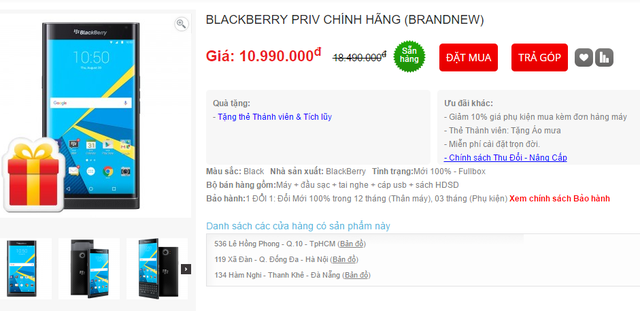 BLACKBERRY PRIV CHÍNH HÃNG (BRANDNEW)
BlackBerry
10:50
Giá: 10.990.000đ 18.490.000đ Sẵn hàng ĐẶT MUA TRẢ GÓP
Quà tặng:
- Tặng thẻ Thánh viên & Tích lũy
Ưu đãi khác:
- Giảm 10% giá phụ kiện mua kèm đơn hàng máy
- Thẻ Thánh viên: Tặng Áo mưa
- Miễn phí cài đặt trọn đời.
- Chính sách Thu Đổi - Nâng Cấp
Màu sắc: Black Nhà sản xuất: BlackBerry Tình trạng:Mới 100% - Fullbox
Bộ bán hàng gồm:Máy + đầu sạc + tai nghe + cáp usb + sách HDSD
Bảo hành:1 ĐỔI 1: Đổi Mới 100% trong 12 tháng (Thân máy), 03 tháng (Phụ kiện) Xem chính sách Bảo hành
Danh sách các cửa hàng có sản phẩm này
536 Lê Hồng Phong - Q.10 - TpHCM (Bản đồ)
119 Xã Đàn - Q. Đống Đa - Hà Nội (Bản đồ)
134 Hàm Nghi - Thanh Khê - Đà Nẵng (Bản đồ)